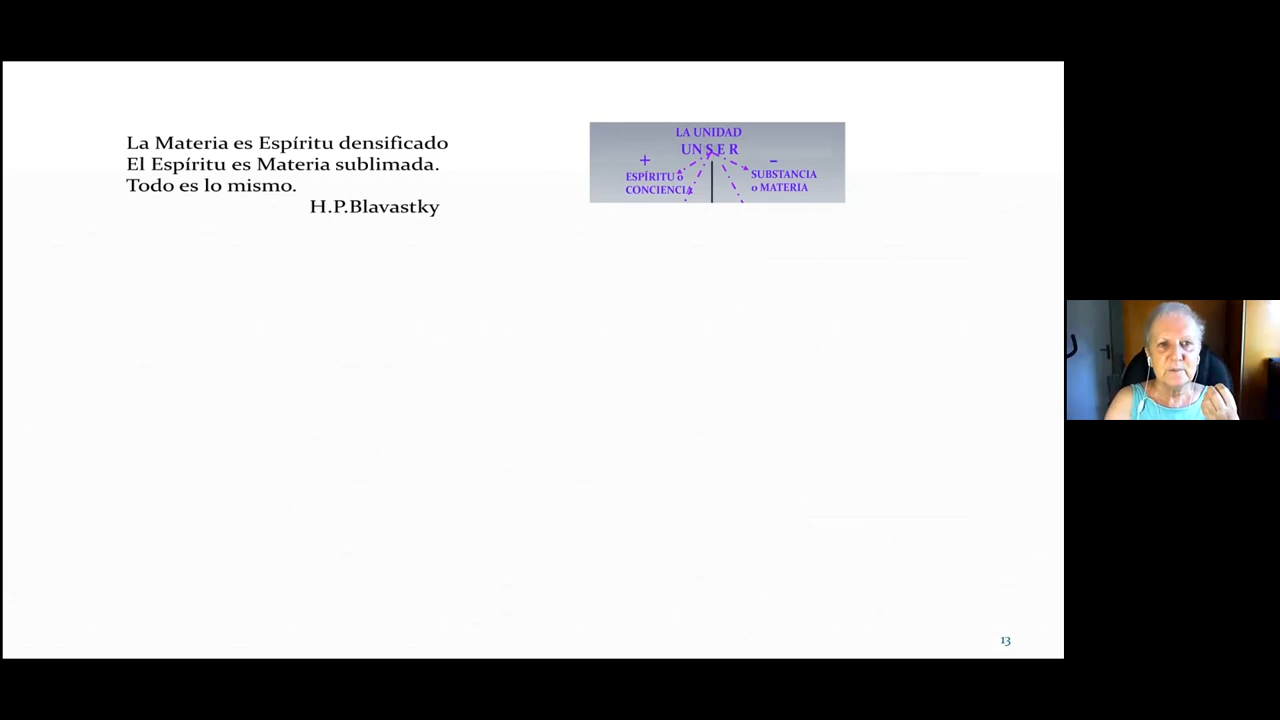 La Materia es Espíritu densificado
El Espíritu es Materia sublimada.
Todo es lo mismo.
H.P.Blavastky
LA UNIDAD
UN S E R
+
-
ESPÍRITU o
CONCIENCIA
SUBSTANCIA
o MATERIA
13